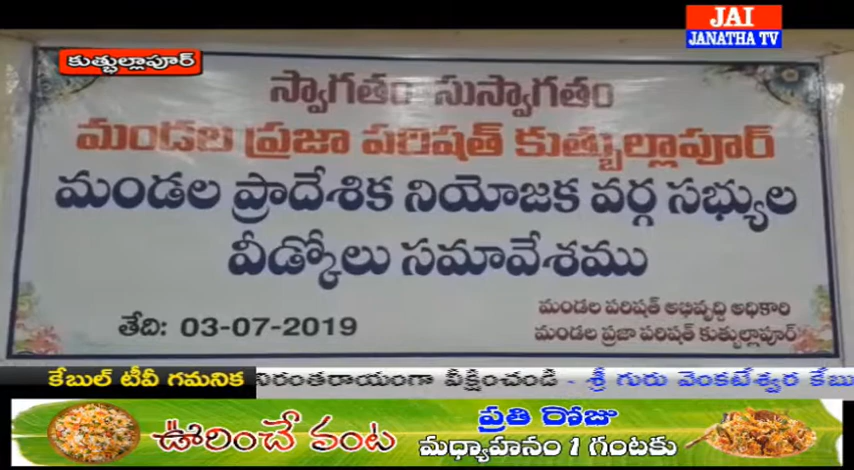 JAI
JANATHA TV
కుత్బుల్లాపూర్
స్వాగతం సుస్వాగతం
మండల ప్రజా పరిషత్ కుత్బుల్లాపూర్
మండల ప్రాదేశిక నియోజక వర్గ సభ్యుల
వీడ్కోలు సమావేశము
తేది: 03-07-2019
మండల పరిషత్ అభివృద్ధి అధికారి
మండల ప్రజా పరిషత్ కుత్బుల్లాపూర్
కేబుల్ టీవీ గమనిక నిరంతరాయంగా వీక్షించండి - శ్రీ గురు వెంకటేశ్వర కేబు
ఊరించే వంట
ప్రతి రోజు
మధ్యాహనం 1 గంటకు